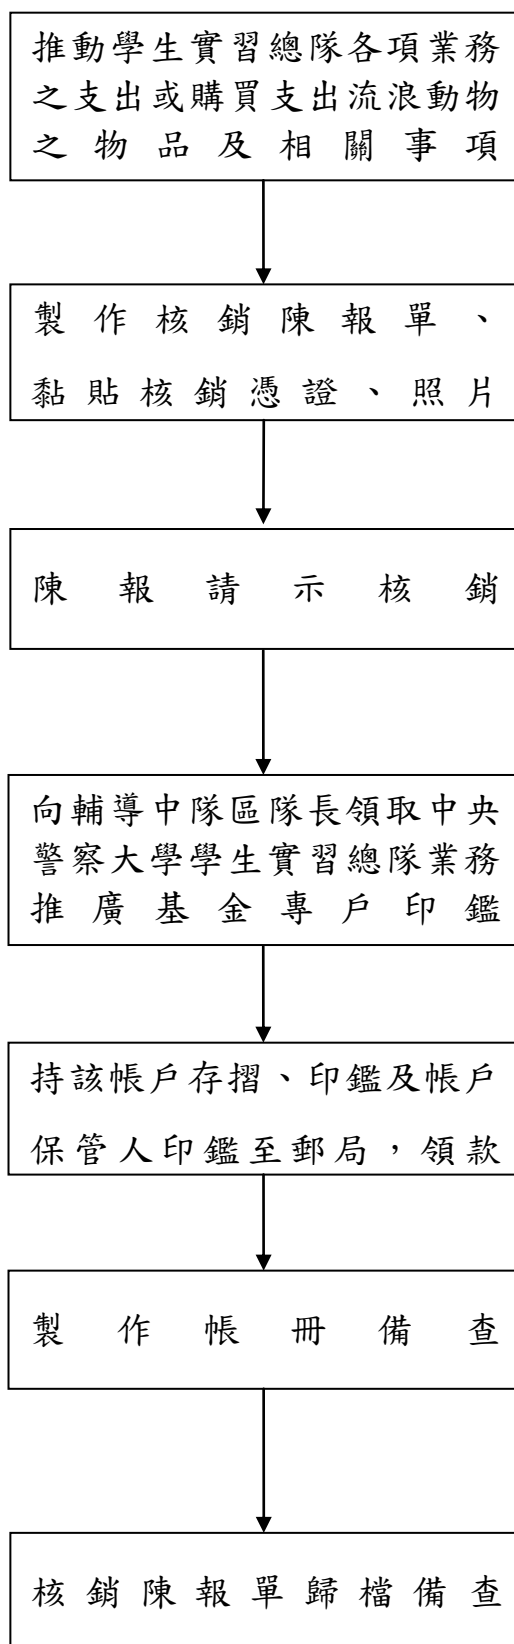 推動學生實習總隊各項業務
之支出或購買支出流浪動物
之物品及相關事項
製作核銷陳報單、
黏貼核銷憑證、照片
陳報請示核銷
向輔導中隊區隊長領取中央
警察大學學生實習總隊業務
推廣基金專戶印鑑
持該帳戶存摺、印鑑及帳戶
保管人印鑑至郵局，領款
製作帳冊備查
核銷陳報單歸檔備查